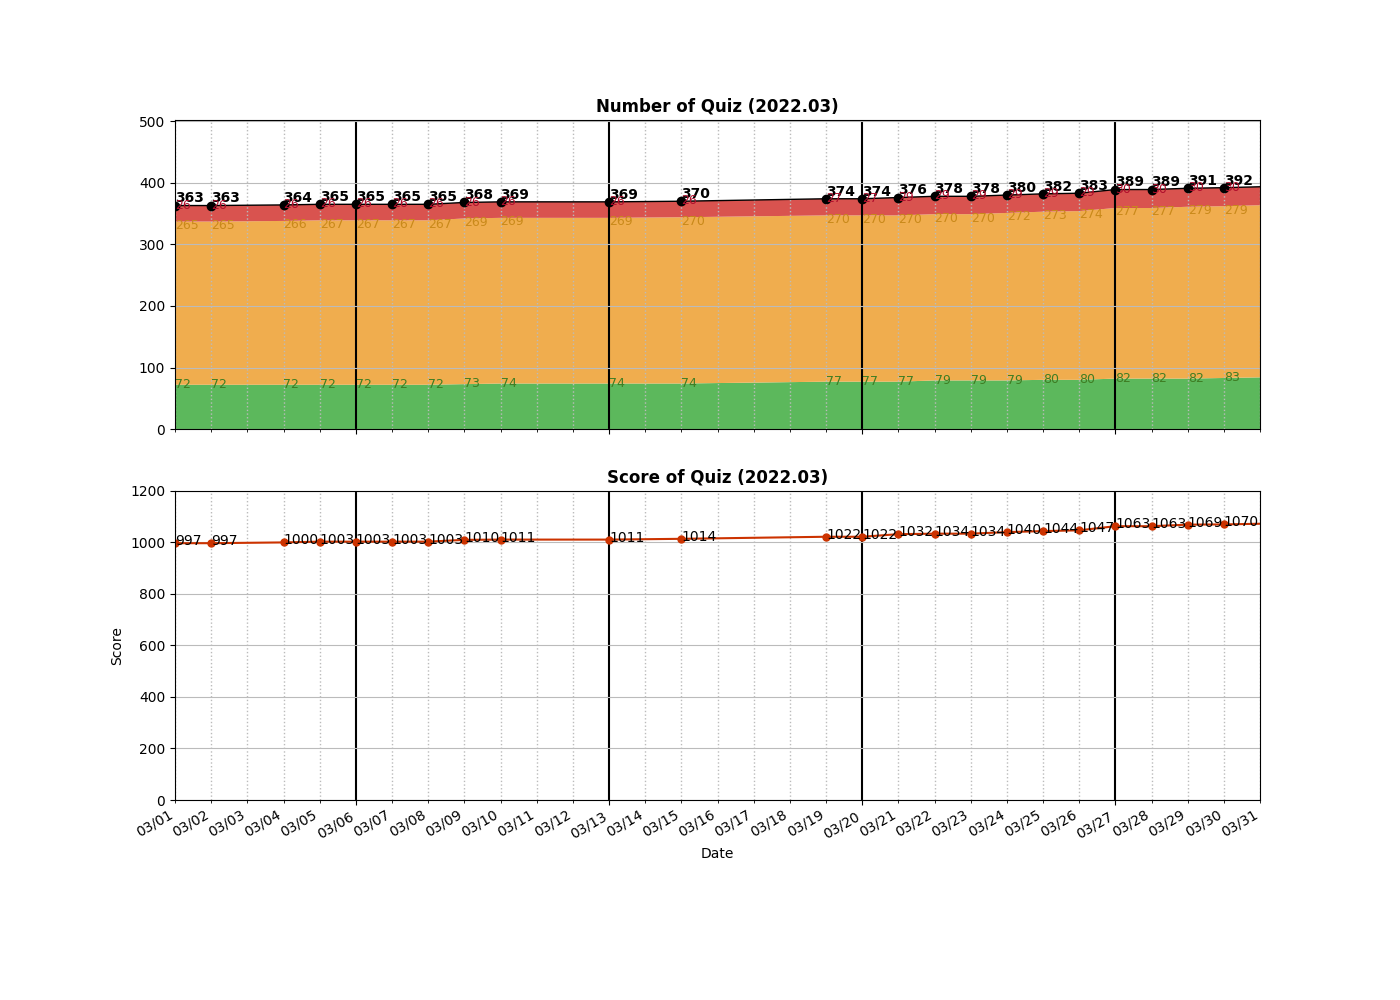 Number of Quiz (2022.03)
500
400
300
200
100
0
363 363 364 365 365 365 365 368 369 369 370 374 374 376 378 378 380 382 383 389 389 391 392
265 265 266 267 267 267 267 269 269 269 270 270 270 270 270 270 272 273 274 277 277 279 279
72 72 72 72 72 72 72 73 74 74 74 77 77 77 79 79 79 80 80 82 82 82 83
Score of Quiz (2022.03)
1200
1000
800
600
400
200
0
997 997 1000 1003 1003 1003 1003 1010 1011 1011 1014 1022 1022 1032 1034 1034 1040 1044 1047 1063 1063 1069 1070
Score
03/01 03/02 03/03 03/04 03/05 03/06 03/07 03/08 03/09 03/10 03/11 03/12 03/13 03/14 03/15 03/16 03/17 03/18 03/19 03/20 03/21 03/22 03/23 03/24 03/25 03/26 03/27 03/28 03/29 03/30 03/31
Date